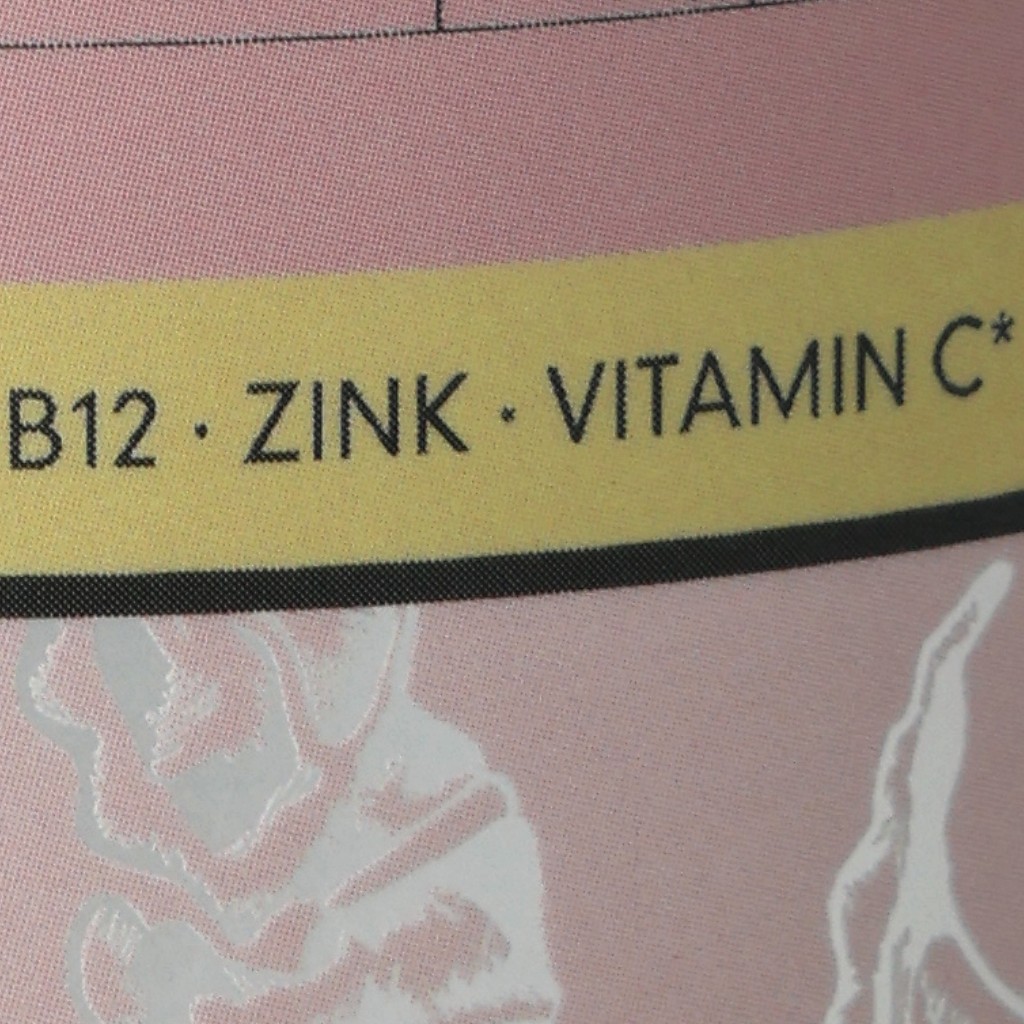 B12 · ZINK · VITAMIN C*